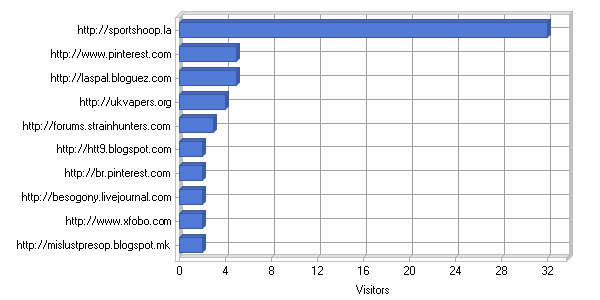 http://sportshoop.la
http://www.pinterest.com
http://laspal.bloguez.com
http://ukvapers.org
http://forums.strainhunters.com
http://htt9.blogspot.com
http://br.pinterest.com
http://besogony.livejournal.com
http://www.xfobo.com
http://mislustpresop.blogspot.mk
0 4 8 12 16 20 24 28 32
Visitors